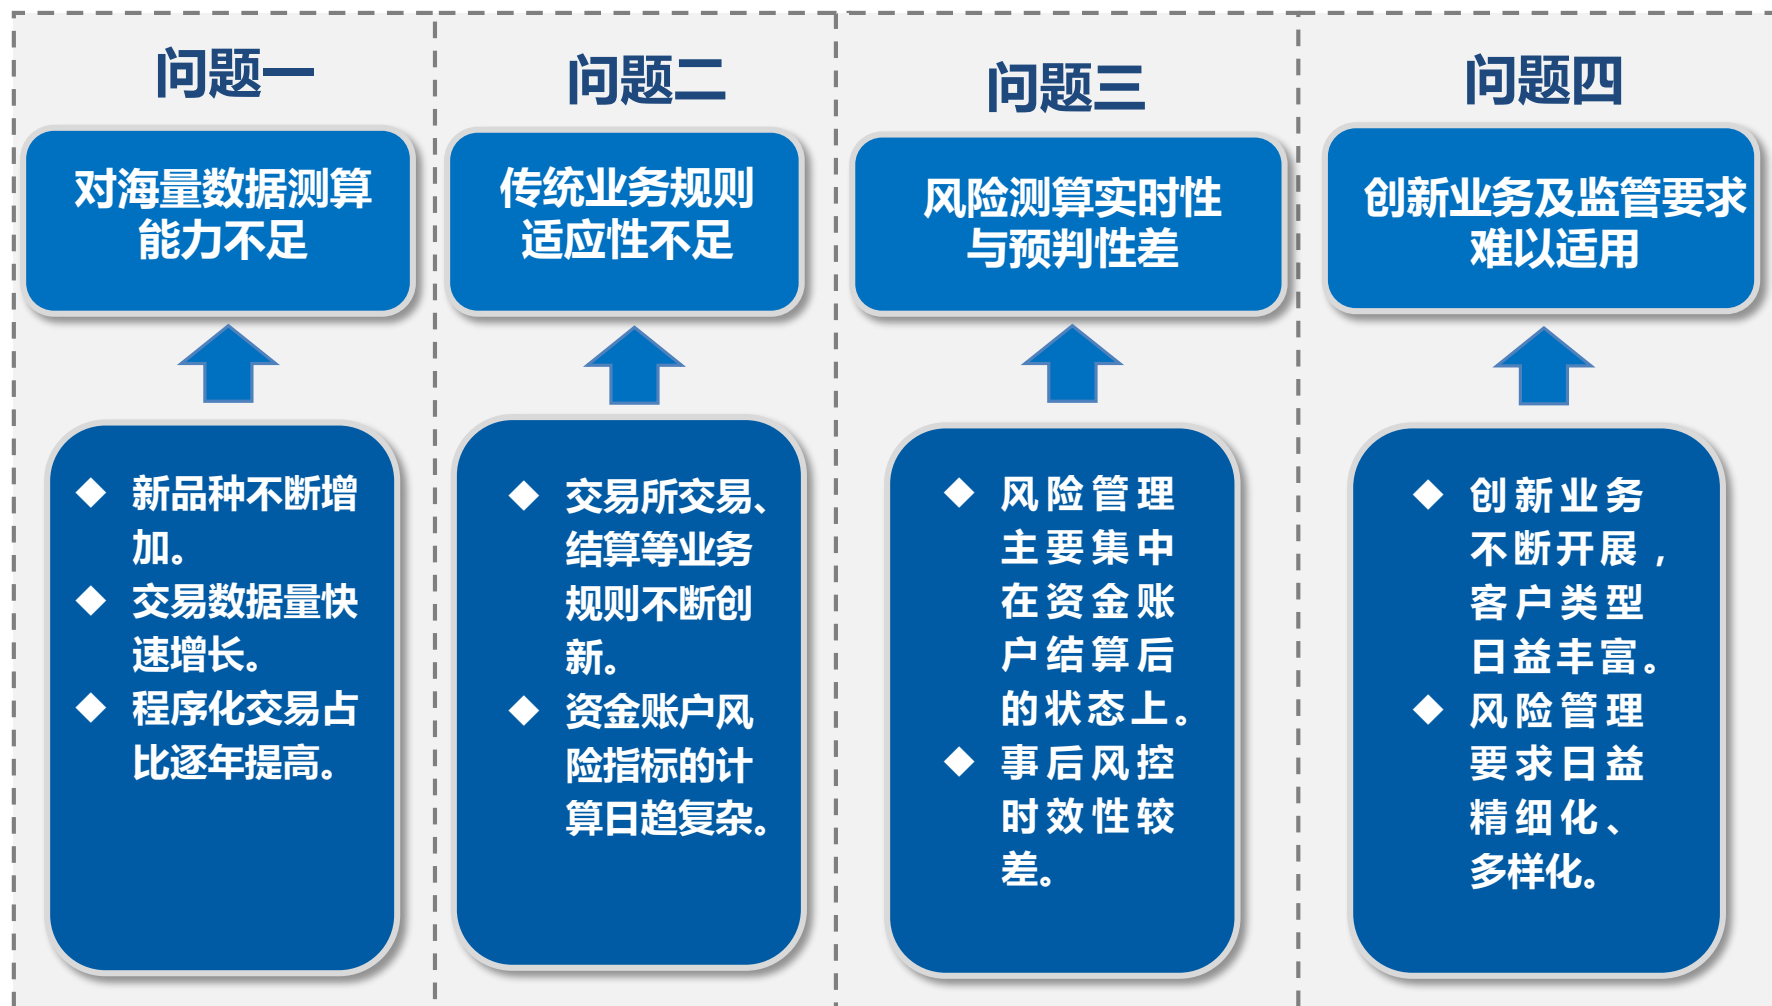 问题一
对海量数据测算
能力不足
◆ 新品种不断增
加。
◆ 交易数据量快
速增长。
◆ 程序化交易占
比逐年提高。
问题二
传统业务规则
适应性不足
◆ 交易所交易、
结算等业务
规则不断创
新。
◆ 资金账户风
险指标的计
算日趋复杂。
问题三
风险测算实时性
与预判性差
◆ 风险管理
主要集中
在资金账
户结算后
的状态上。
◆ 事后风控
时效性较
差。
问题四
创新业务及监管要求
难以适用
◆ 创新业务
不断开展，
客户类型
日益丰富。
◆ 风险管理
要求日益
精细化、
多样化。